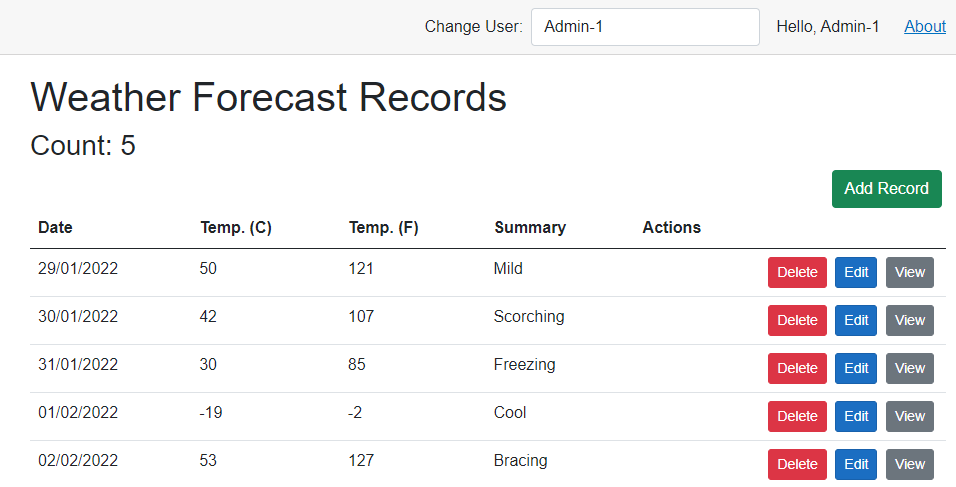 Change User: Admin-1 Hello, Admin-1 About
Weather Forecast Records
Count: 5
Add Record
Date Temp. (C) Temp. (F) Summary Actions
29/01/2022 50 121 Mild Delete Edit View
30/01/2022 42 107 Scorching Delete Edit View
31/01/2022 30 85 Freezing Delete Edit View
01/02/2022 -19 -2 Cool Delete Edit View
02/02/2022 53 127 Bracing Delete Edit View